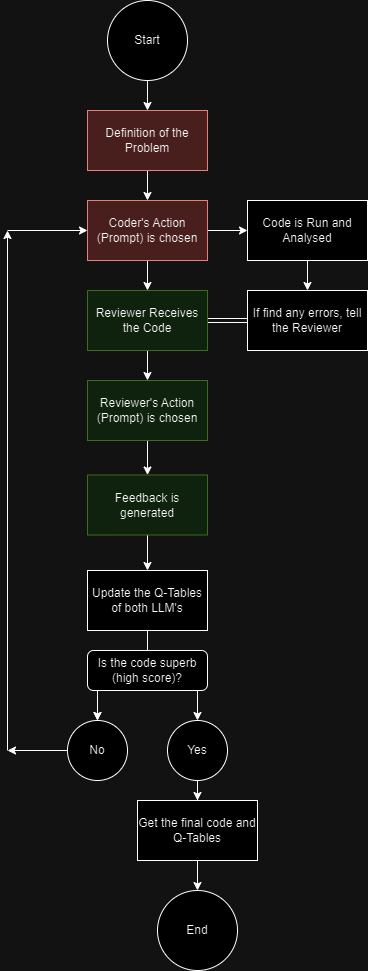 Start
Definition of the
Problem
Coder's Action
(Prompt) is chosen
Code is Run and
Analysed
Reviewer Receives
the Code
If find any errors, tell
the Reviewer
Reviewer's Action
(Prompt) is chosen
Feedback is
generated
Update the Q-Tables
of both LLM's
Is the code superb
(high score)?
No
Yes
Get the final code and
Q-Tables
End